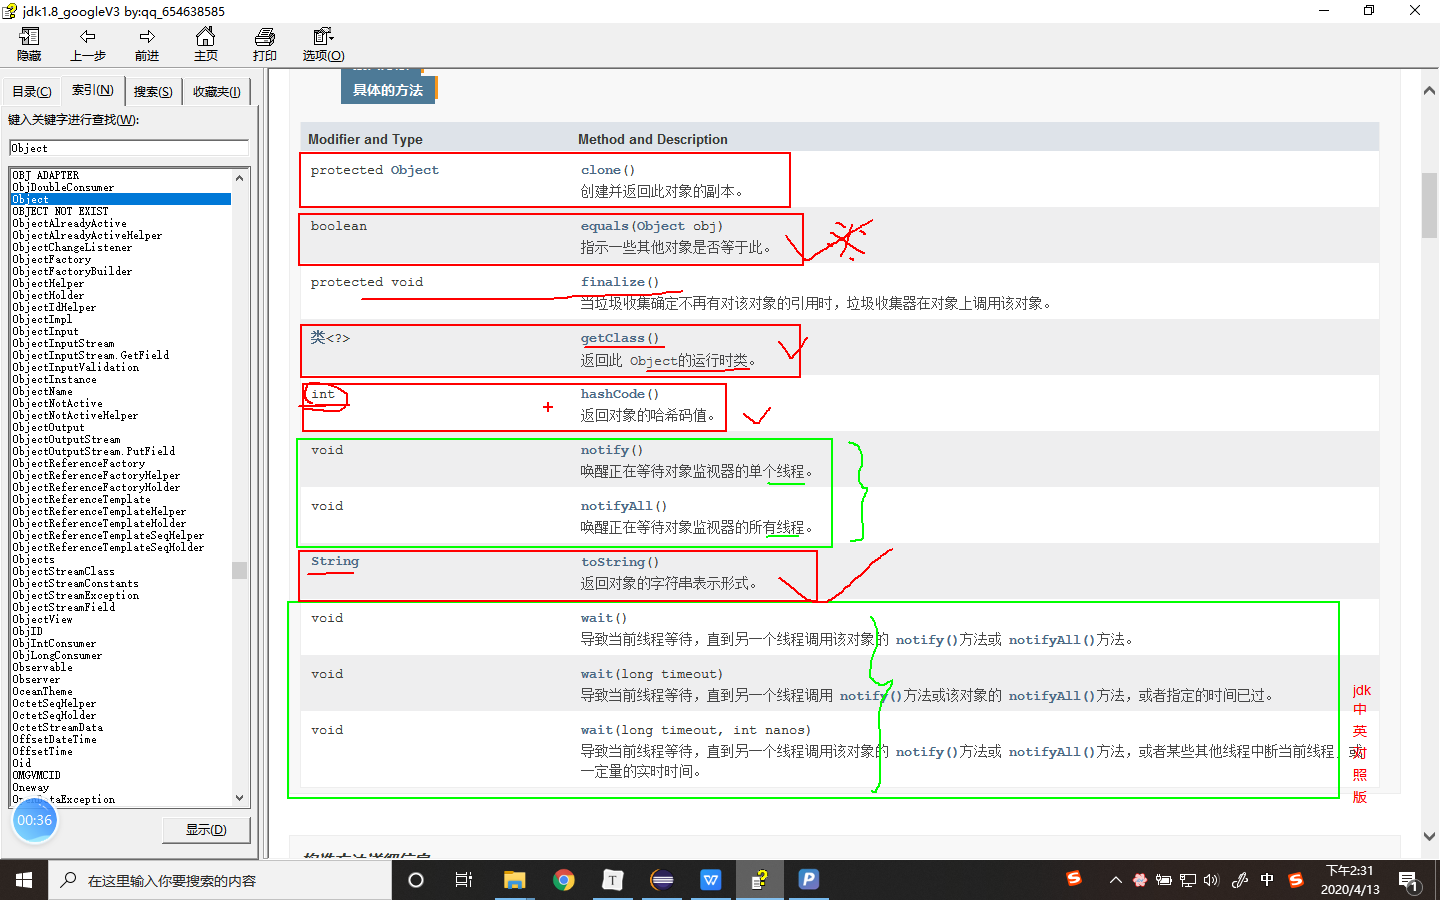 jdk1.8_googleV3 by:qq_654638585
隐藏 上一步 前进 主页 打印 选项(O)
目录(C) 索引(N) 搜索(S) 收藏夹(I)
键入关键字进行查找(W):
Object
OBJ ADAPTER
ObjDoubleConsumer
Object
OBJECT NOT EXIST
ObjectAlreadyActive
ObjectAlreadyActiveHelper
ObjectChangeListener
ObjectFactory
ObjectFactoryBuilder
ObjectHelper
ObjectHolder
ObjectIdHelper
ObjectImpl
ObjectInput
ObjectInputStream
ObjectInputStream.GetField
ObjectInputValidation
ObjectInstance
ObjectName
ObjectNotActive
ObjectNotActiveHelper
ObjectOutput
ObjectOutputStream
ObjectOutputStream.PutField
ObjectReferenceFactory
ObjectReferenceFactoryHelper
ObjectReferenceFactoryHolder
ObjectReferenceTemplate
ObjectReferenceTemplateHelper
ObjectReferenceTemplateHolder
ObjectReferenceTemplateSeqHelper
ObjectReferenceTemplateSeqHolder
Objects
ObjectStreamClass
ObjectStreamConstants
ObjectStreamException
ObjectStreamField
ObjectView
ObjID
ObjIntConsumer
ObjLongConsumer
Observable
Observer
OceanTheme
OctetSeqHelper
OctetSeqHolder
OctetStreamData
OffsetDateTime
OffsetTime
Oid
OMGVMCID
Oneway
00:36
显示(D)
具体的方法
Modifier and Type Method and Description
protected Object clone()
创建并返回此对象的副本。
boolean equals(Object obj)
指示一些其他对象是否等于此。
protected void finalize()
当垃圾收集确定不再有对该对象的引用时，垃圾收集器在对象上调用该对象。
类<?> getClass()
返回此 Object的运行时类。
int hashCode()
返回对象的哈希码值。
void notify()
唤醒正在等待对象监视器的单个线程。
void notifyAll()
唤醒正在等待对象监视器的所有线程。
String toString()
返回对象的字符串表示形式。
void wait()
导致当前线程等待，直到另一个线程调用该对象的 notify()方法或 notifyAll()方法。
void wait(long timeout)
导致当前线程等待，直到另一个线程调用 notify()方法或该对象的 notifyAll()方法，或者指定的时间已过。
void wait(long timeout, int nanos)
导致当前线程等待，直到另一个线程调用该对象的 notify()方法或 notifyAll()方法，或者某些其他线程中断当前线程，或
一定量的实时时间。
jdk
中
英
对
照
版
在这里输入你要搜索的内容
中
下午2:31
2020/4/13
1